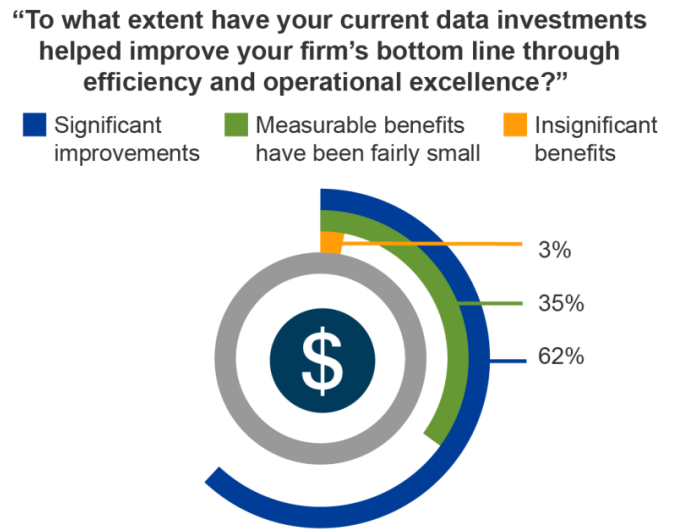 “To what extent have your current data investments
helped improve your firm’s bottom line through
efficiency and operational excellence?”
Significant
improvements
Measurable benefits
have been fairly small
Insignificant
benefits
3%
35%
62%
$